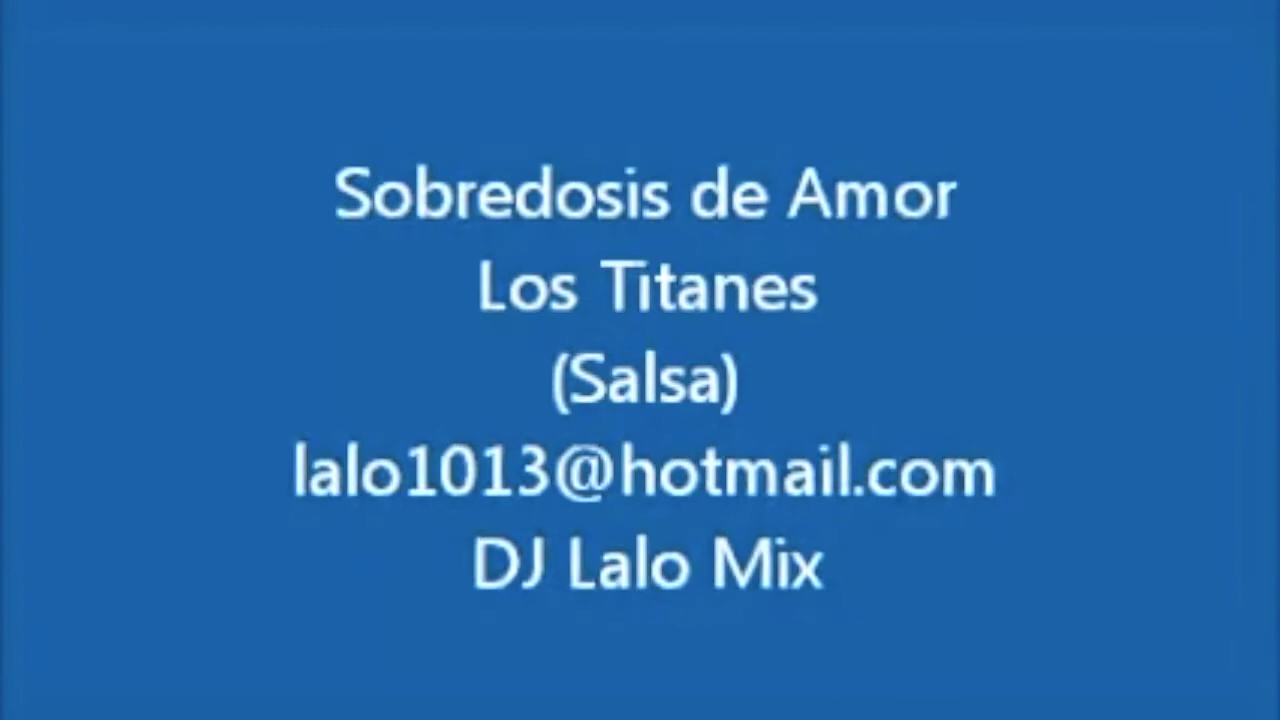 Sobredosis de Amor
Los Titanes
(Salsa)
lalo1013@hotmail.com
DJ Lalo Mix